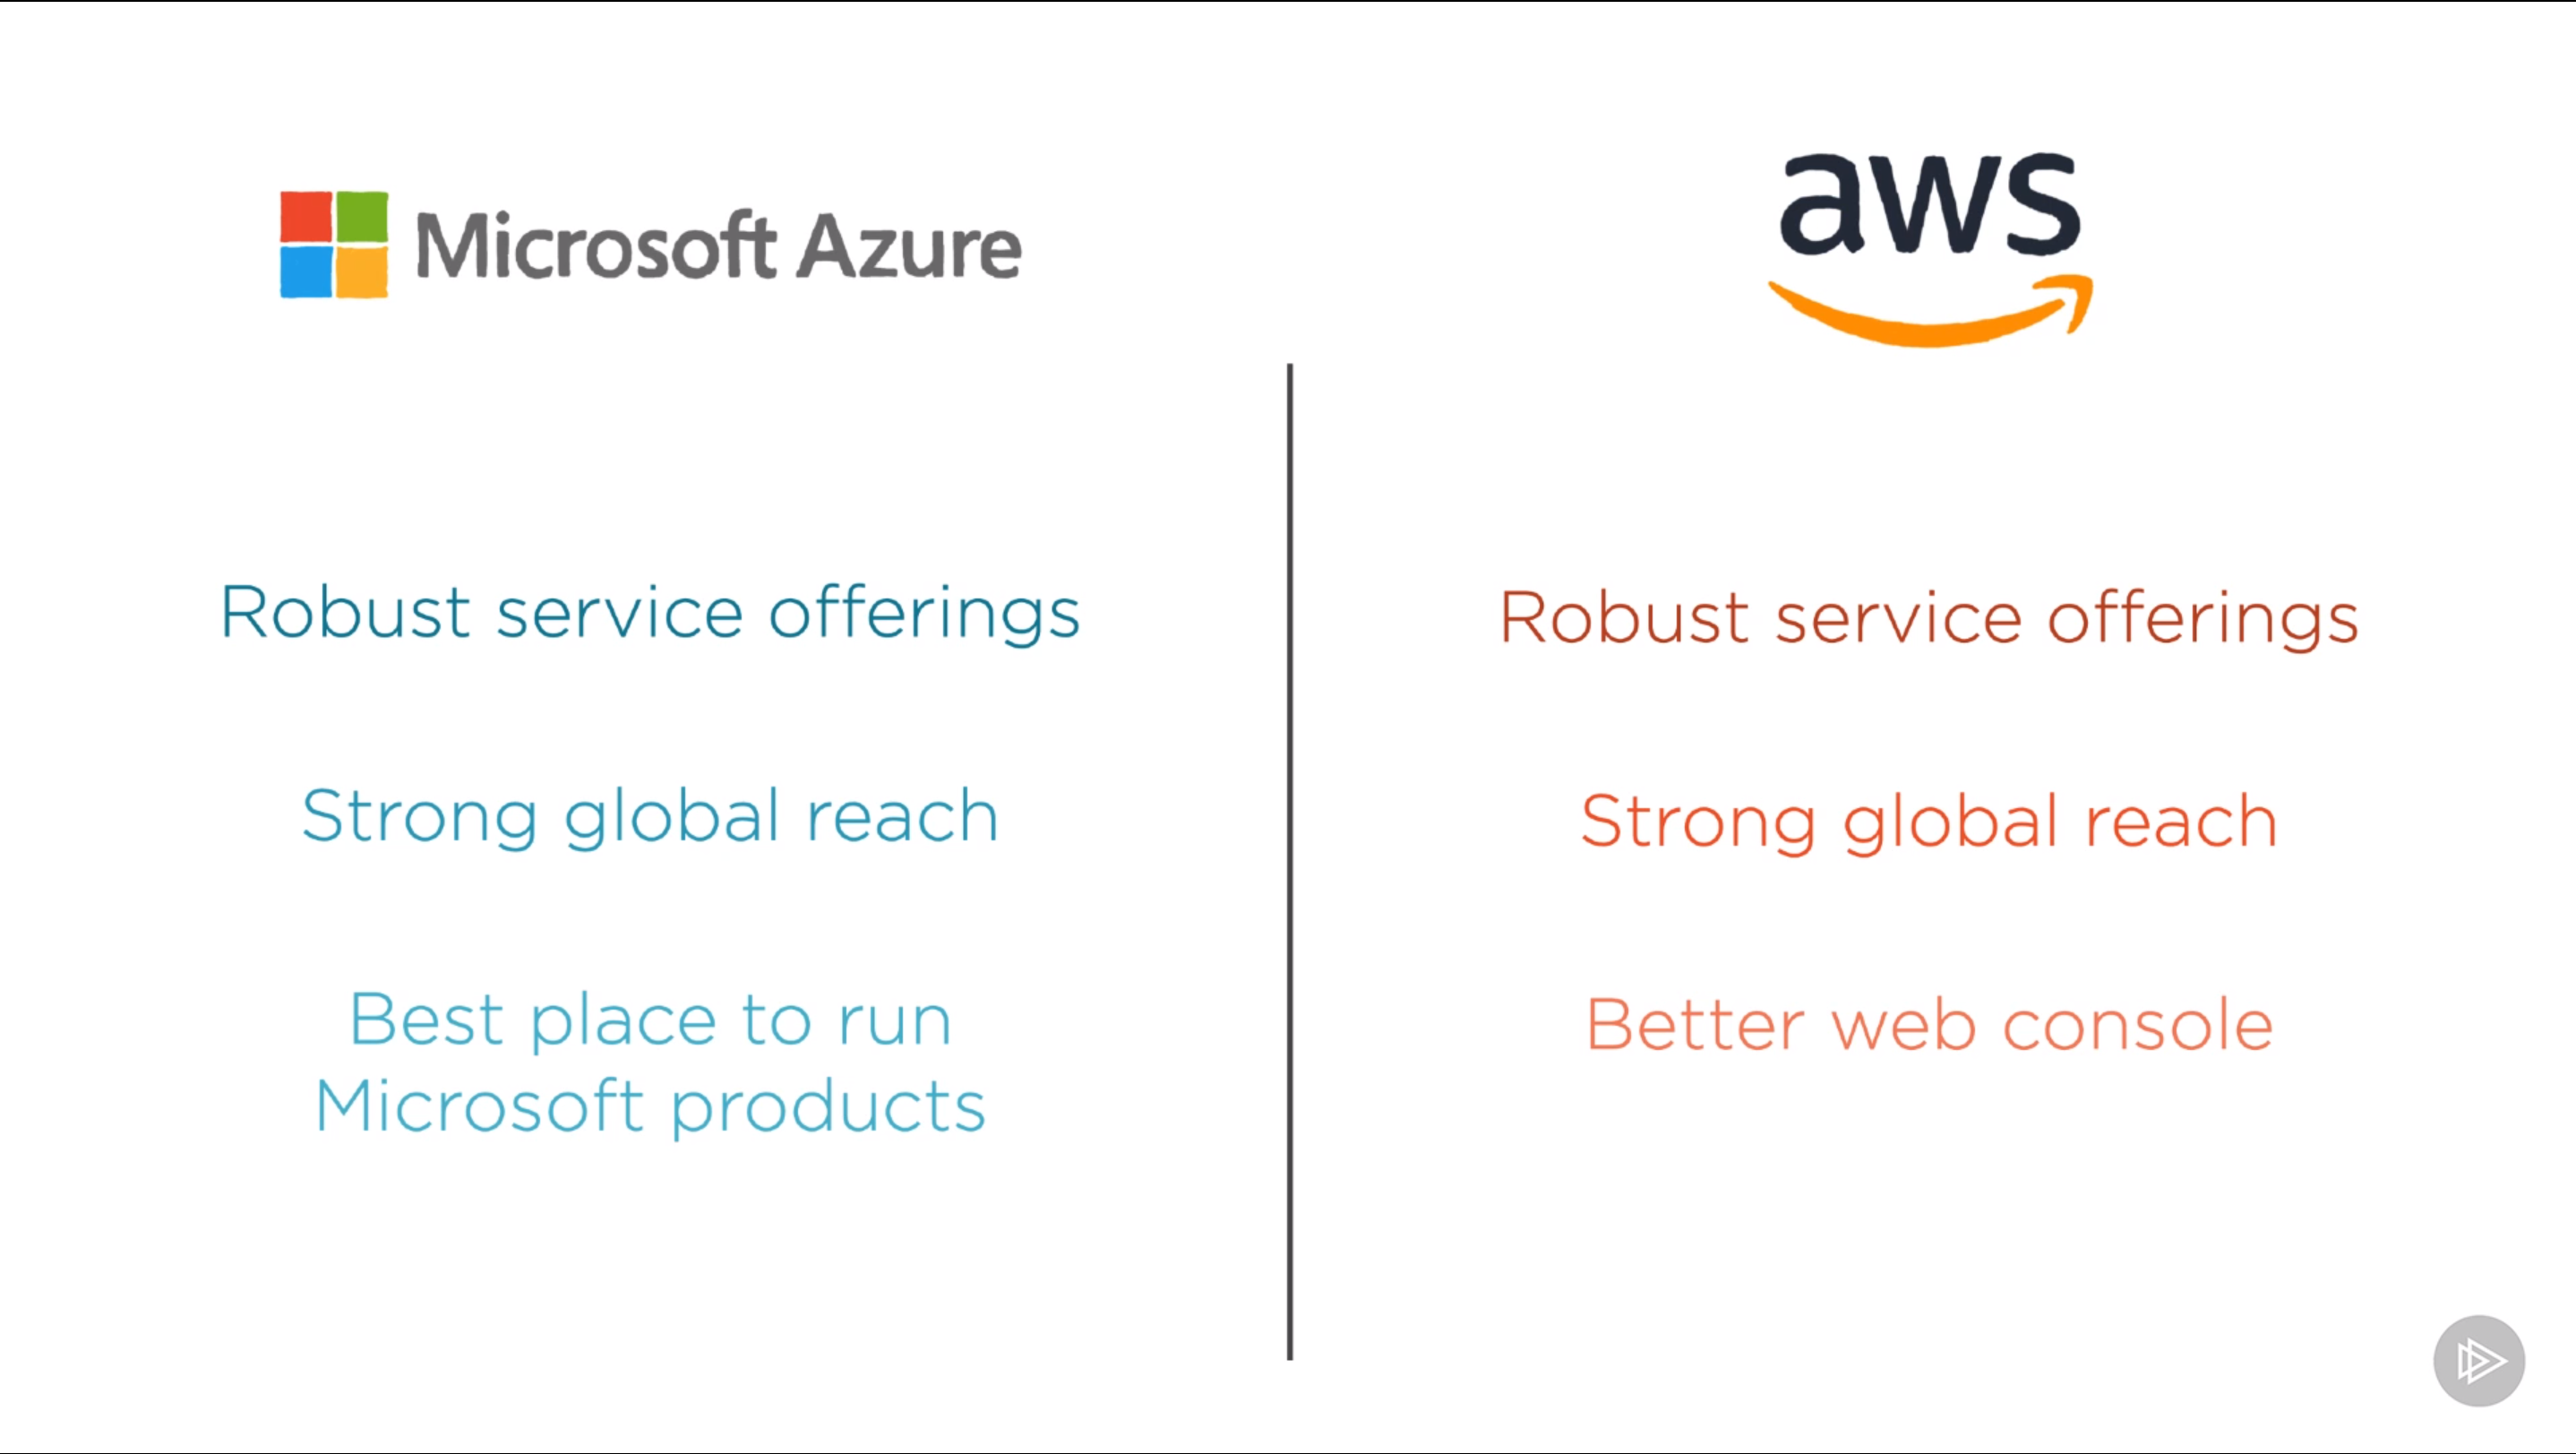 Microsoft Azure
aws
Robust service offerings
Strong global reach
Best place to run
Microsoft products
Robust service offerings
Strong global reach
Better web console